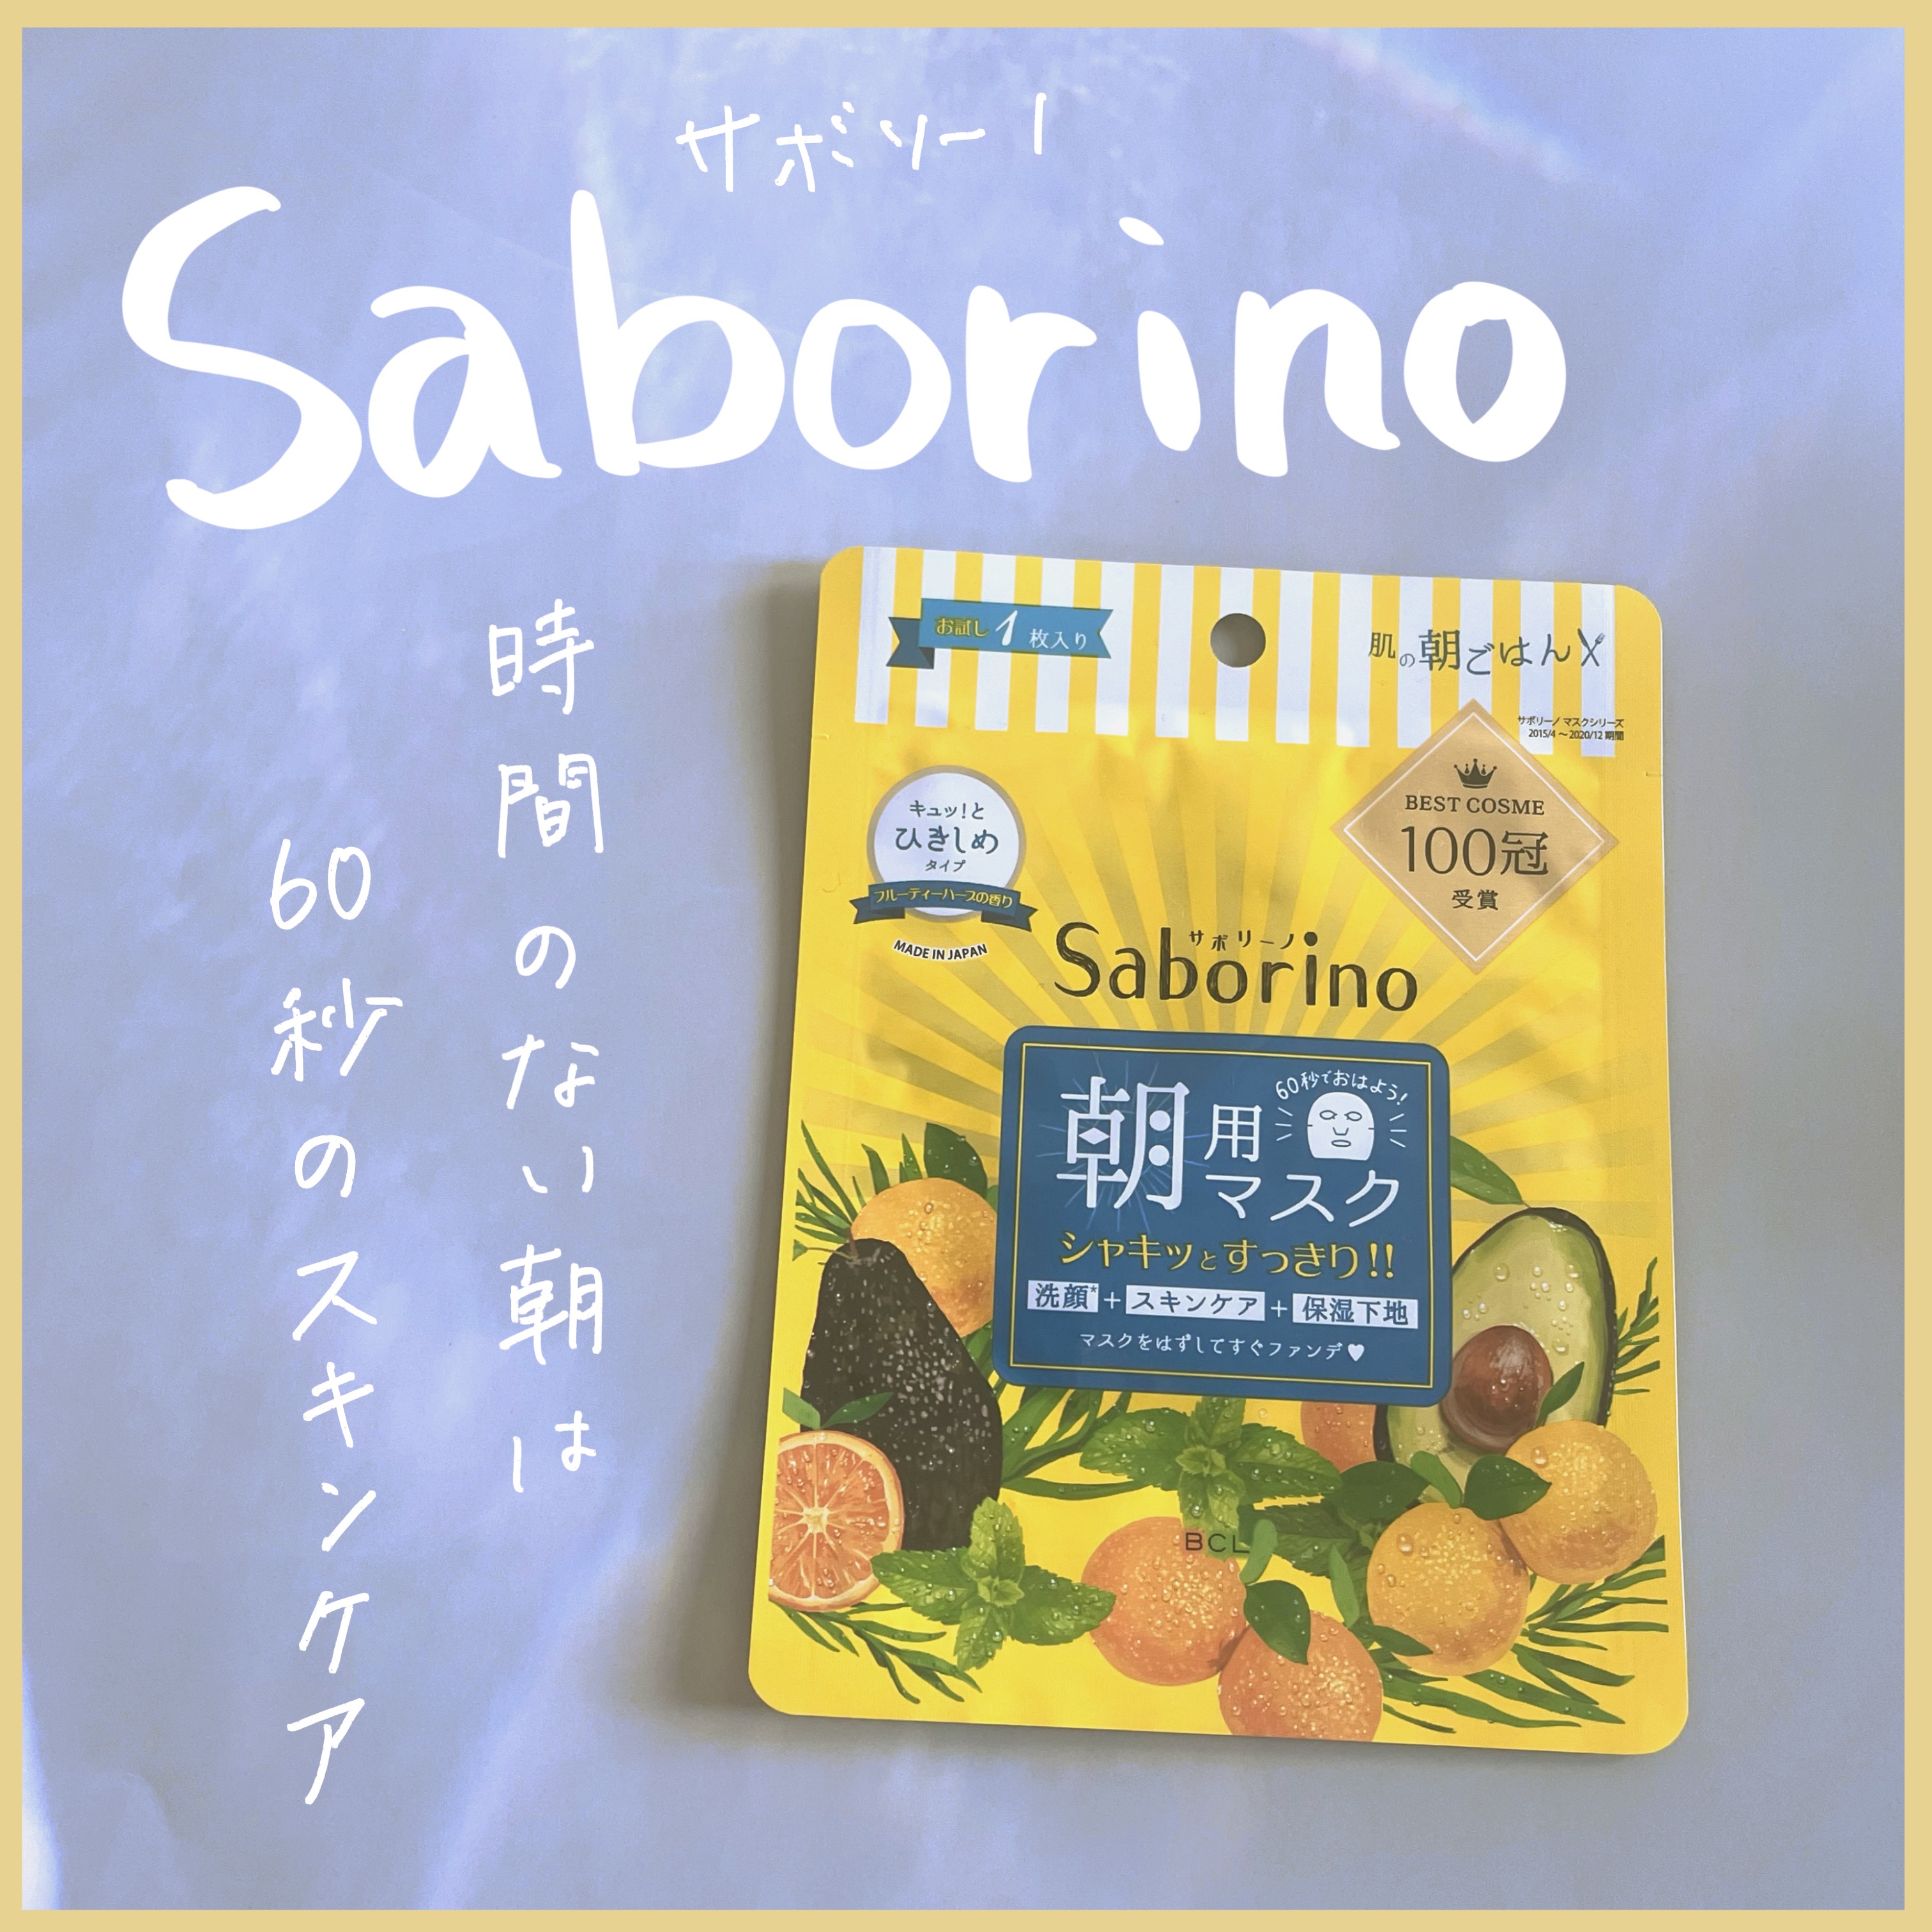 サボソーノ
Saborino
時間のない朝は
60秒のスキンケア
お試し1枚入り
肌の朝ごはん
サボリーノ マスクシリーズ
2015/4 〜 2020/12 期間
BEST COSME
100冠
受賞
キュッ!と
ひきしめ
タイプ
フルーティーハーブの香り
MADE IN JAPAN
サボリーノ
Saborino
60秒でおはよう!
朝用マスク
シャキッとすっきり!!
洗顔*+スキンケア+保湿下地
マスクをはずしてすぐファンデ♥
BCL